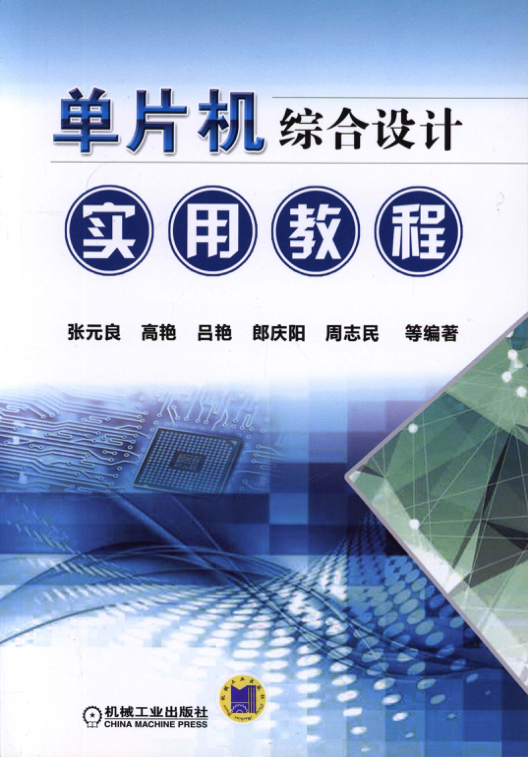 单片机 综合设计
实用教程
张元良 高艳 吕艳 郎庆阳 周志民 等编著
机械工业出版社
CHINA MACHINE PRESS